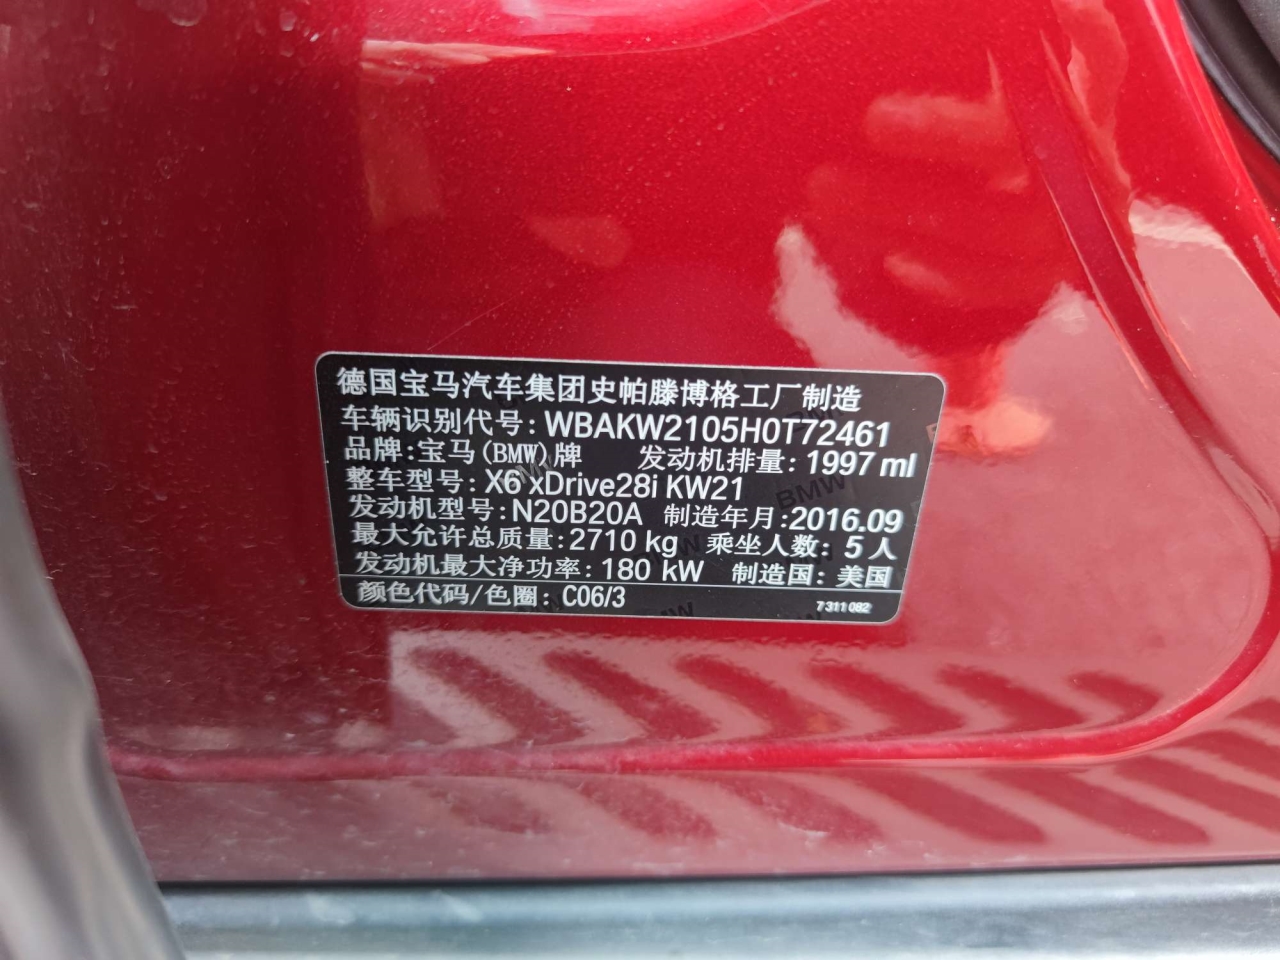 德国宝马汽车集团史帕滕博格工厂制造
车辆识别代号: WBAKW2105H0T72461
品牌:宝马(BMW)牌 发动机排量: 1997 ml
整车型号: X6 xDrive28i KW21
发动机型号: N20B20A 制造年月:2016.09
最大允许总质量:2710 kg 乘坐人数: 5 人
发动机最大净功率: 180 kW 制造国: 美国
颜色代码/色圈: C06/3 7 311 082